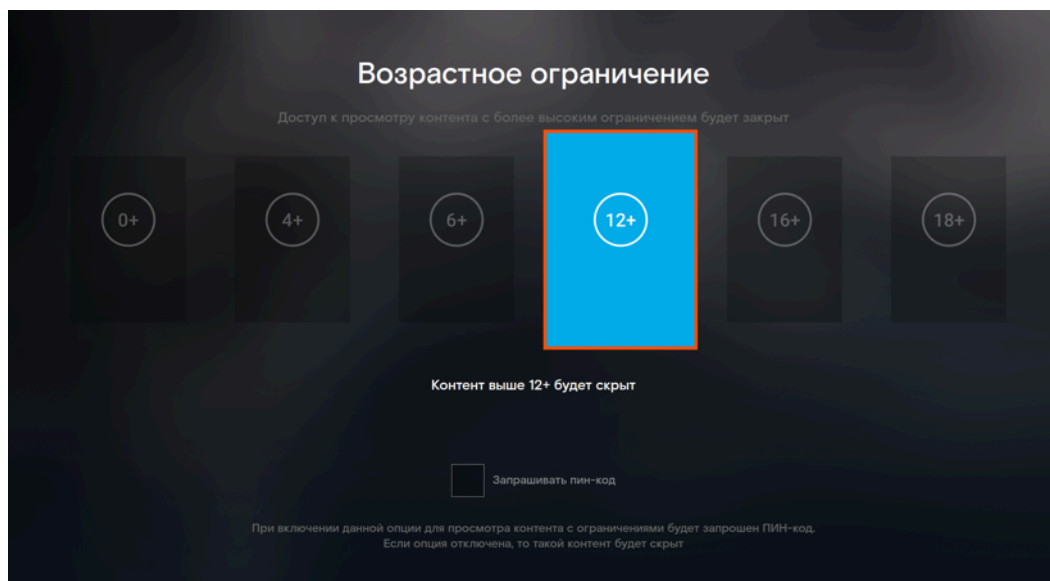 Возрастное ограничение
Доступ к просмотру контента с более высоким ограничением будет закрыт
0+ 4+ 6+ 12+ 16+ 18+
Контент выше 12+ будет скрыт
Запрашивать пин-код
При включении данной опции для просмотра контента с ограничениями будет запрошен ПИН-код.
Если опция отключена, то такой контент будет скрыт